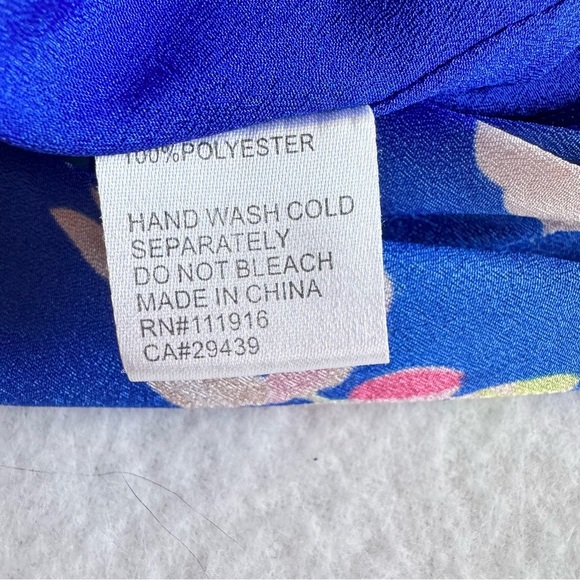 100%POLYESTER
HAND WASH COLD
SEPARATELY
DO NOT BLEACH
MADE IN CHINA
RN#111916
CA#29439